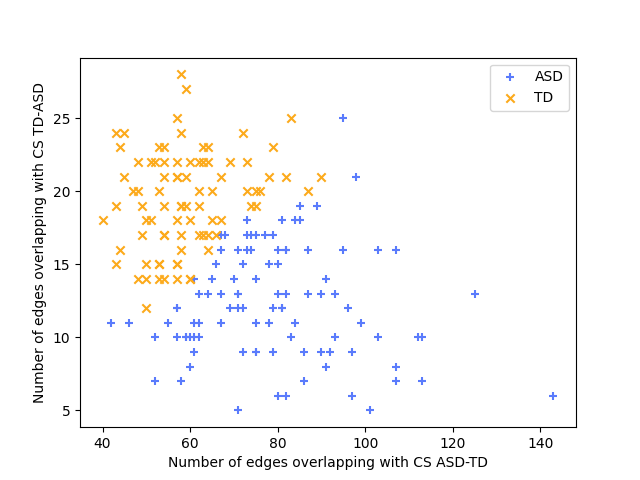 ASD
TD
25
20
15
10
5
Number of edges overlapping with CS TD-ASD
40
60
80
100
120
140
Number of edges overlapping with CS ASD-TD